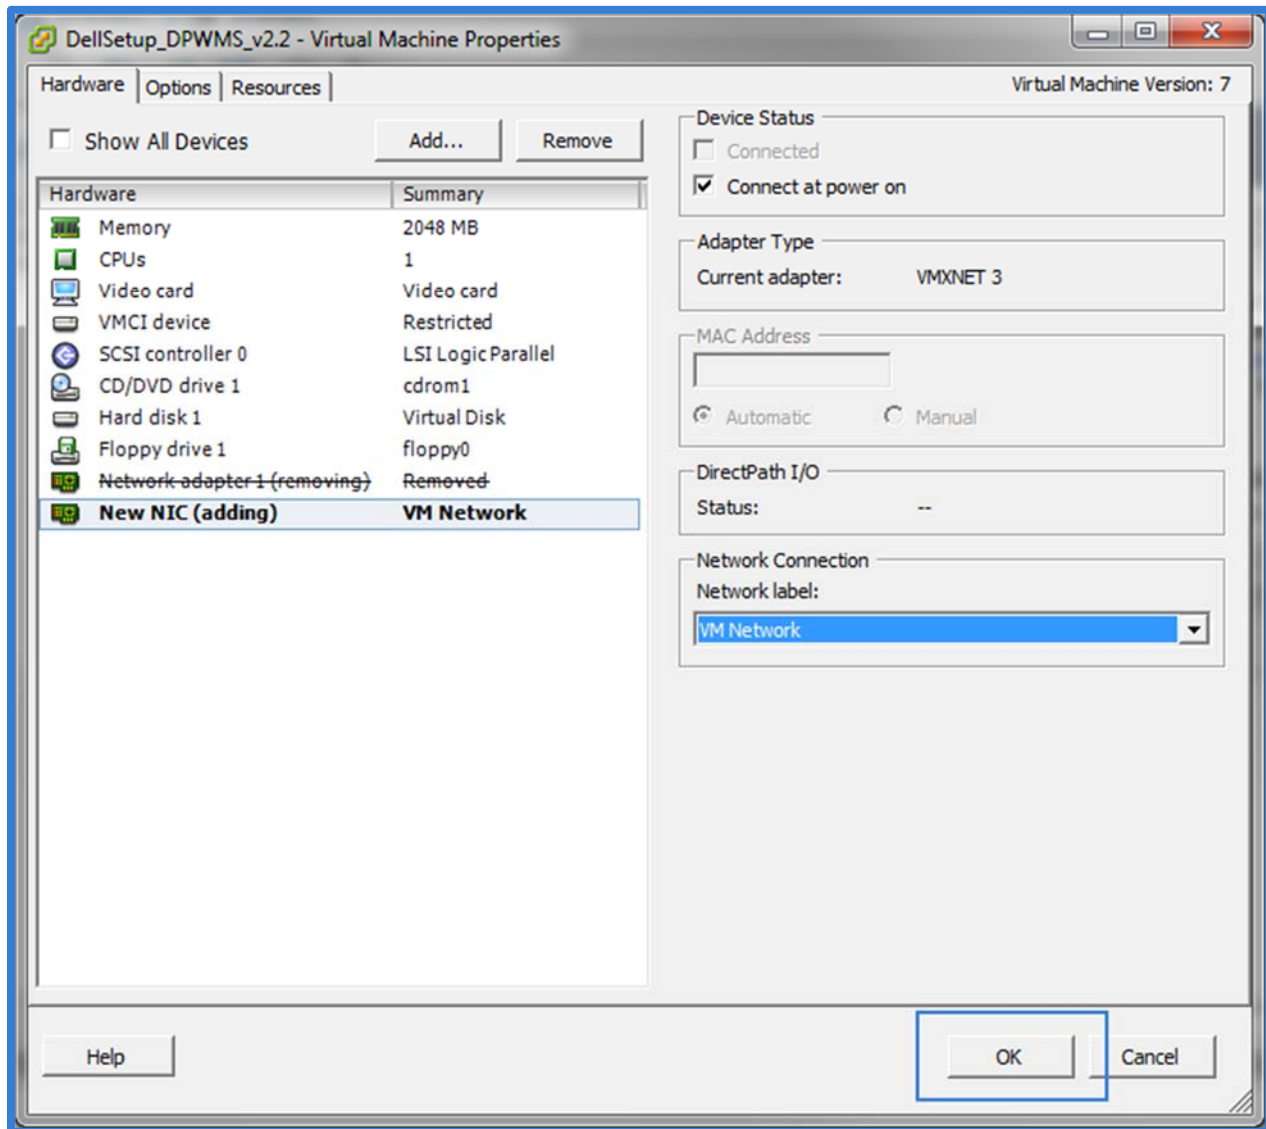 DellSetup_DPWMS_v2.2 - Virtual Machine Properties
Hardware Options Resources Virtual Machine Version: 7
Show All Devices Add... Remove
Hardware Summary
Memory 2048 MB
CPUs 1
Video card Video card
VMCI device Restricted
SCSI controller 0 LSI Logic Parallel
CD/DVD drive 1 cdrom1
Hard disk 1 Virtual Disk
Floppy drive 1 floppy0
Network adapter 1 (removing) Removed
New NIC (adding) VM Network
Device Status
Connected
Connect at power on
Adapter Type
Current adapter: VMXNET 3
MAC Address
Automatic Manual
DirectPath I/O
Status: --
Network Connection
Network label:
VM Network
Help OK Cancel